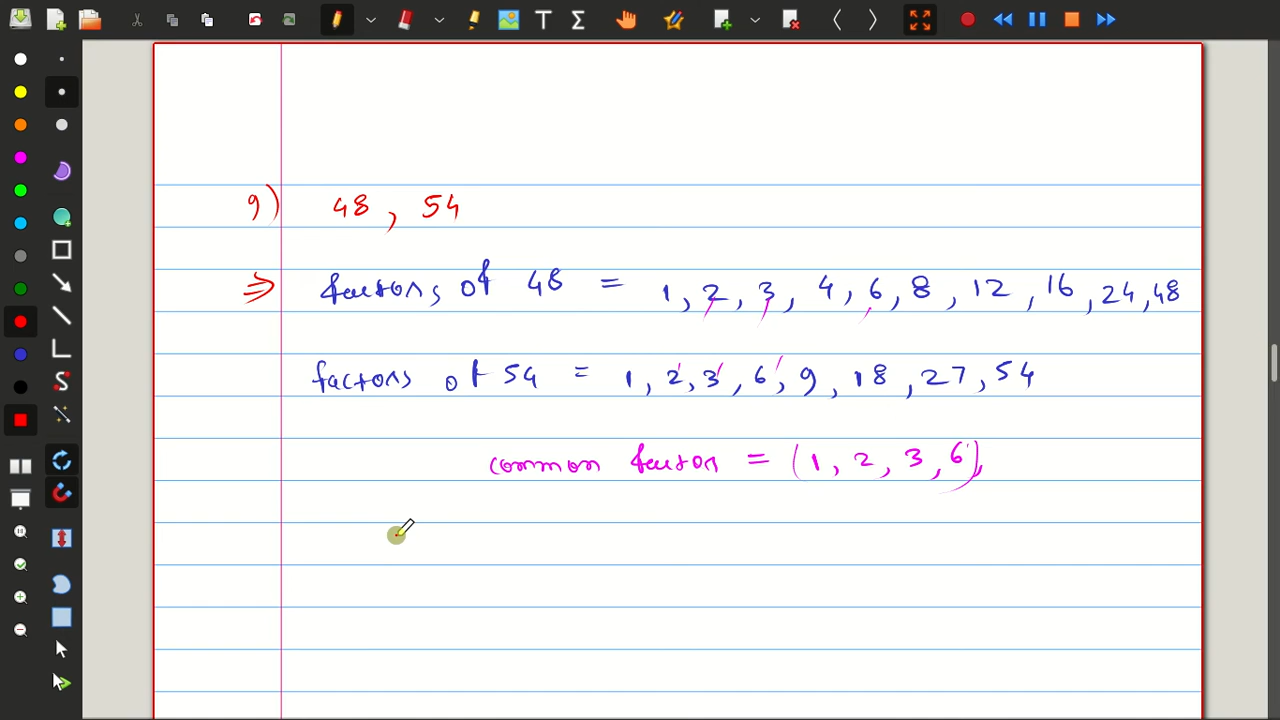 9) 48, 54
⇒ factors of 48 = 1, 2, 3, 4, 6, 8, 12, 16, 24, 48
factors of 54 = 1, 2, 3, 6, 9, 18, 27, 54
common factor = (1, 2, 3, 6),